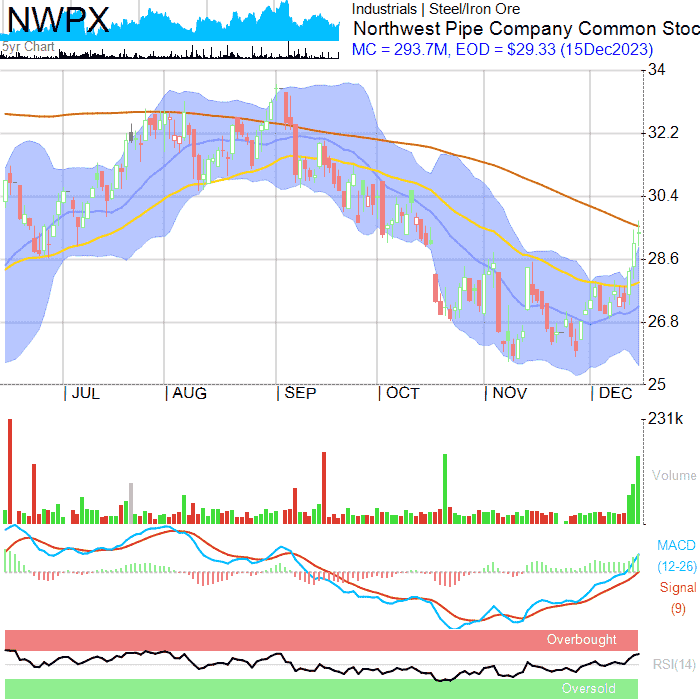 NWPX
5yr Chart
Industrials | Steel/Iron Ore
Northwest Pipe Company Common Stoc
MC = 293.7M, EOD = $29.33 (15Dec2023)
34
32.2
30.4
28.6
26.8
25
JUL
AUG
SEP
OCT
NOV
DEC
231k
Volume
MACD
(12-26)
Signal
(9)
Overbought
RSI(14)
Oversold